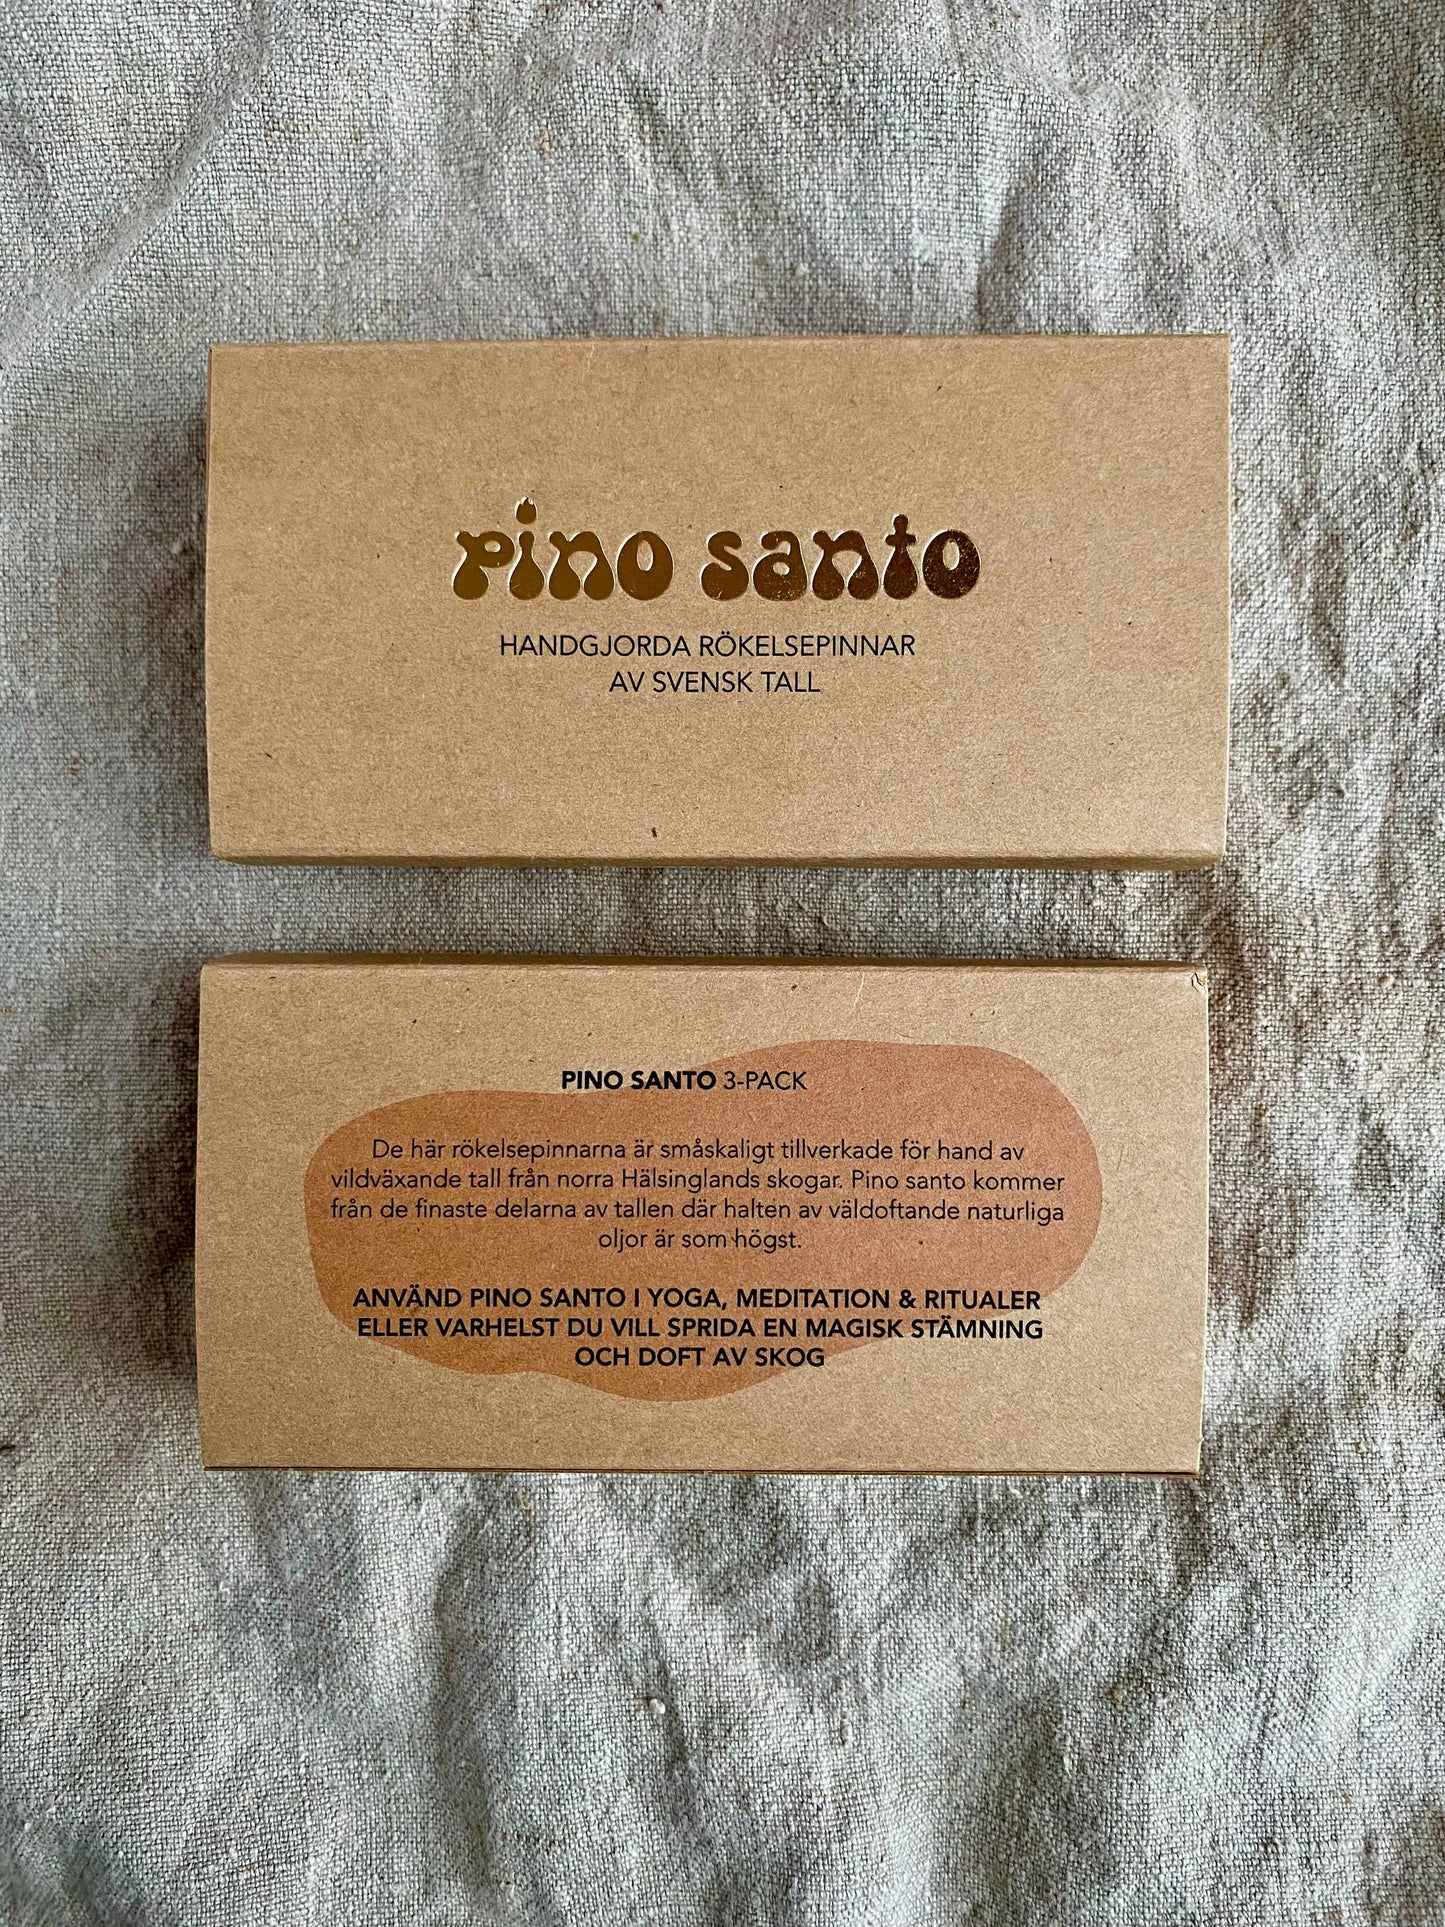 pino santo
HANDGJORDA RÖKELSEPINNAR
AV SVENSK TALL
PINO SANTO 3-PACK
De här rökelsepinnarna är småskaligt tillverkade för hand av
vildväxande tall från norra Hälsinglands skogar. Pino santo kommer
från de finaste delarna av tallen där halten av väldoftande naturliga
oljor är som högst.
ANVÄND PINO SANTO I YOGA, MEDITATION & RITUALER
ELLER VARHELST DU VILL SPRIDA EN MAGISK STÄMNING
OCH DOFT AV SKOG